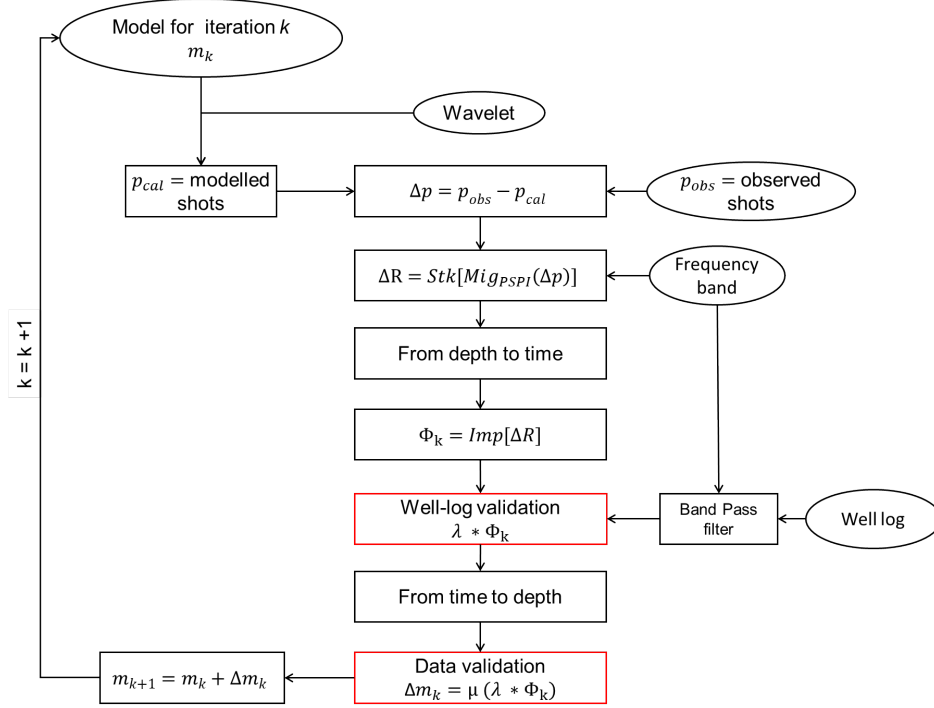 Model for iteration k
m_k
Wavelet
p_cal = modelled
shots
Δp = p_obs − p_cal
p_obs = observed
shots
ΔR = Stk[Mig_PSPI(Δp)]
Frequency
band
From depth to time
k = k +1
Φ_k = Imp[ΔR]
Well-log validation
λ * Φ_k
Band Pass
filter
Well log
From time to depth
m_k+1 = m_k + Δm_k
Data validation
Δm_k = μ (λ * Φ_k)